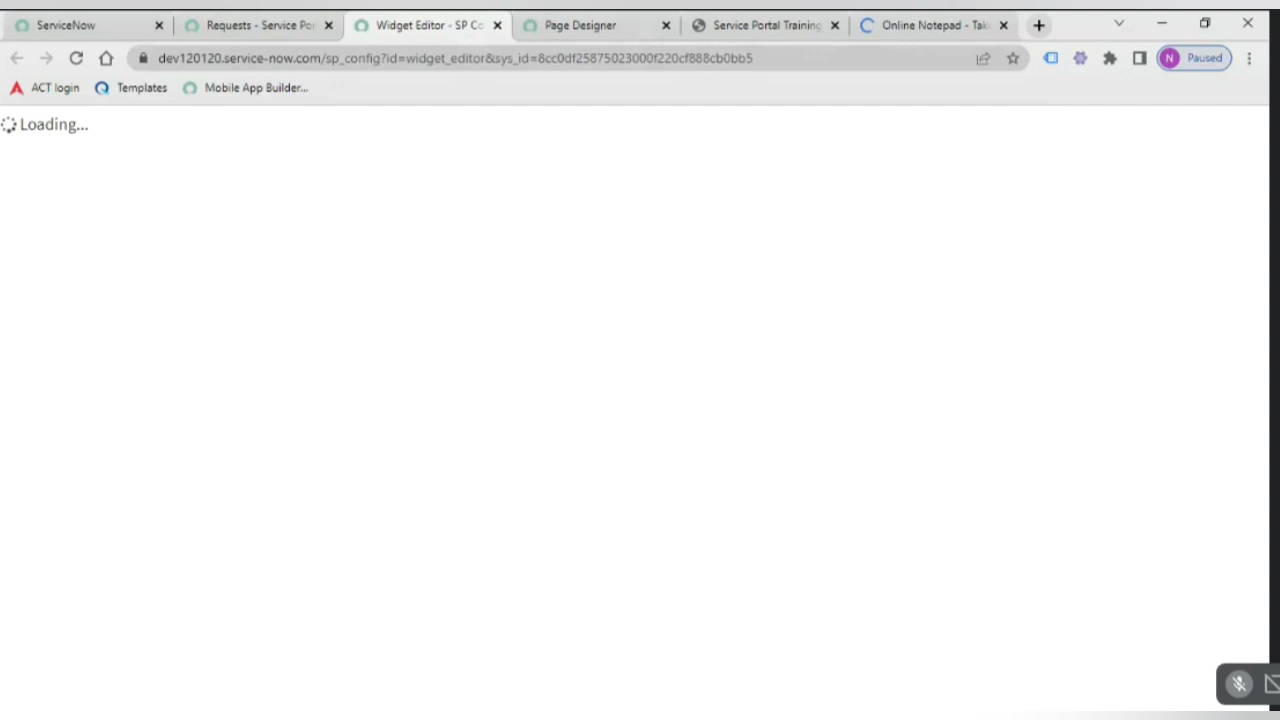 ServiceNow
Requests - Service Por
Widget Editor - SP Co
Page Designer
Service Portal Training
Online Notepad - Tak
dev120120.service-now.com/sp_config?id=widget_editor&sys_id=8cc0df25875023000f220cf888cb0bb5
N Paused
ACT login
Templates
Mobile App Builder...
Loading...